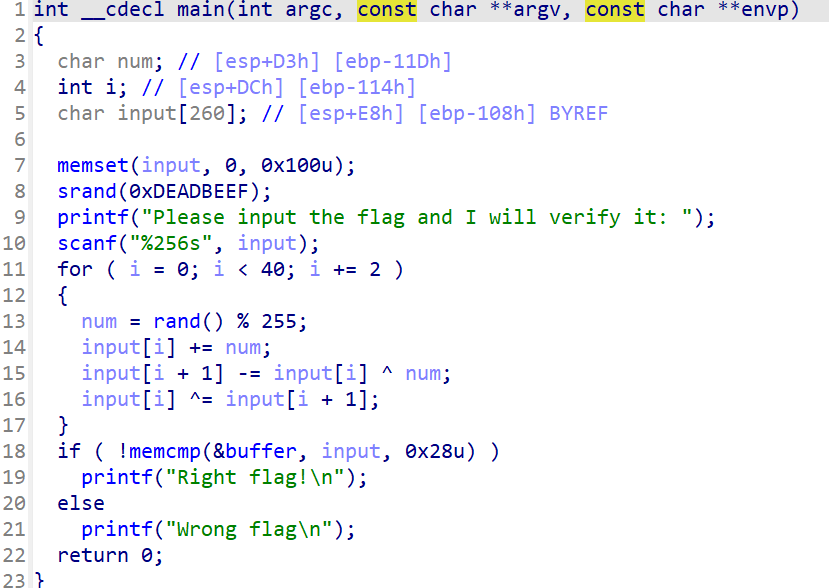 1 int __cdecl main(int argc, const char **argv, const char **envp)
2 {
3   char num; // [esp+D3h] [ebp-11Dh]
4   int i; // [esp+DCh] [ebp-114h]
5   char input[260]; // [esp+E8h] [ebp-108h] BYREF
6
7   memset(input, 0, 0x100u);
8   srand(0xDEADBEEF);
9   printf("Please input the flag and I will verify it: ");
10   scanf("%256s", input);
11   for ( i = 0; i < 40; i += 2 )
12   {
13     num = rand() % 255;
14     input[i] += num;
15     input[i + 1] -= input[i] ^ num;
16     input[i] ^= input[i + 1];
17   }
18   if ( !memcmp(&buffer, input, 0x28u) )
19     printf("Right flag!\n");
20   else
21     printf("Wrong flag\n");
22   return 0;
23 }